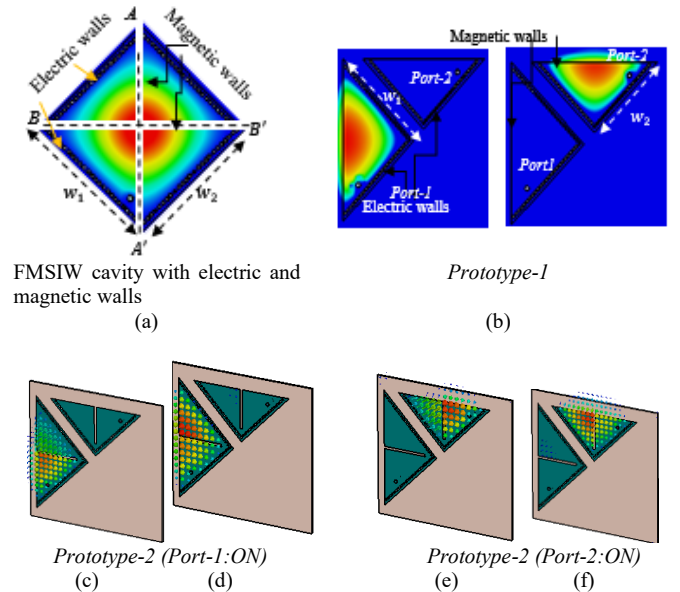 A
Electric walls
Magnetic walls
B
B'
w₁
w₂
A'
FMSIW cavity with electric and
magnetic walls
(a)
Magnetic walls
Port-2
w₁
Port-1
Electric walls
Port-2
w₂
Port1
Prototype-1
(b)
Prototype-2 (Port-1:ON)
(c)
(d)
Prototype-2 (Port-2:ON)
(e)
(f)